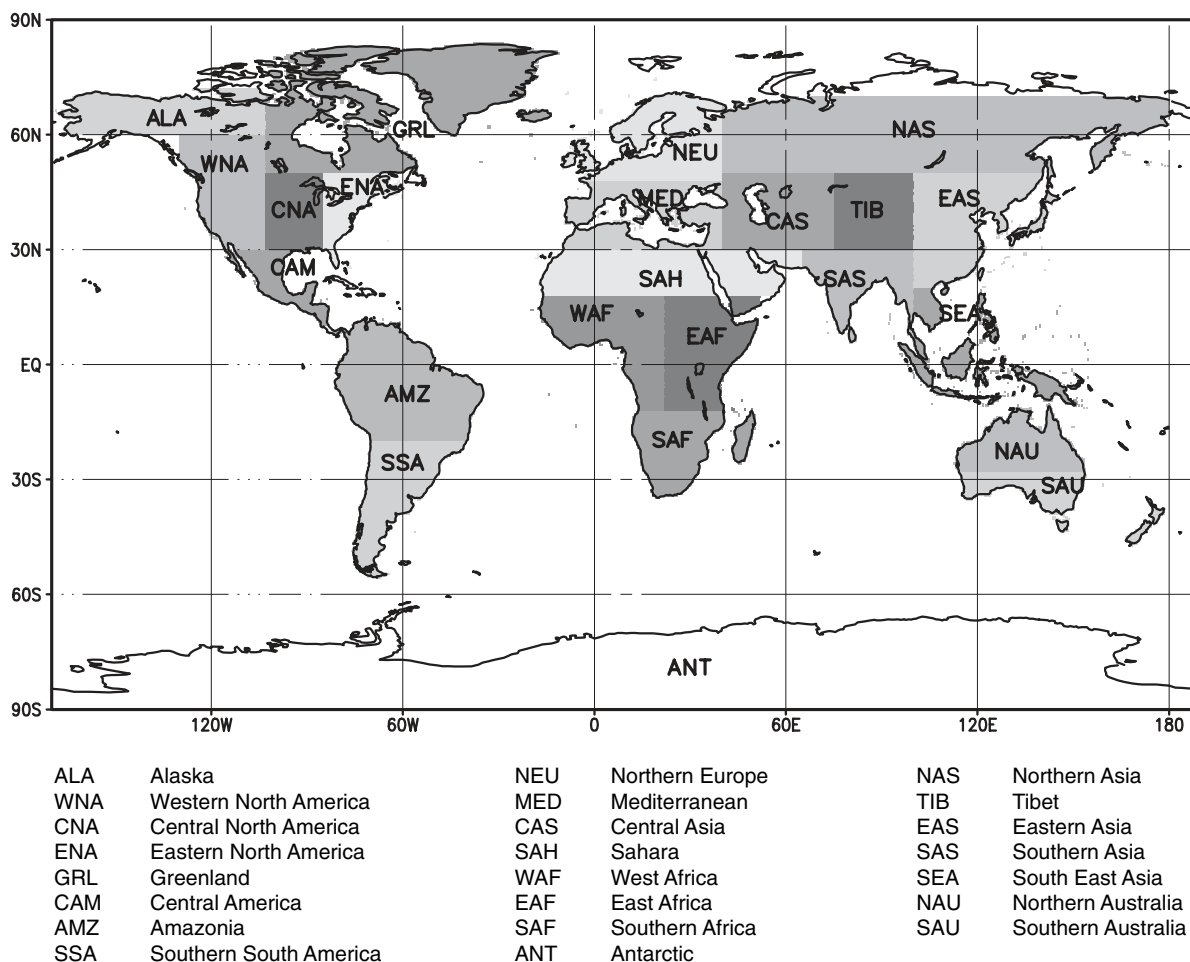 90N
ALA
GRL
NAS
60N
WNA
NEU
ENA
MED
EAS
CNA
CAS
TIB
30N
CAM
SAH
SAS
WAF
SEA
EAF
EQ
AMZ
SAF
NAU
SSA
SAU
30S
60S
ANT
90S
120W 60W 0 60E 120E 180
ALA Alaska NEU Northern Europe NAS Northern Asia
WNA Western North America MED Mediterranean TIB Tibet
CNA Central North America CAS Central Asia EAS Eastern Asia
ENA Eastern North America SAH Sahara SAS Southern Asia
GRL Greenland WAF West Africa SEA South East Asia
CAM Central America EAF East Africa NAU Northern Australia
AMZ Amazonia SAF Southern Africa SAU Southern Australia
SSA Southern South America ANT Antarctic